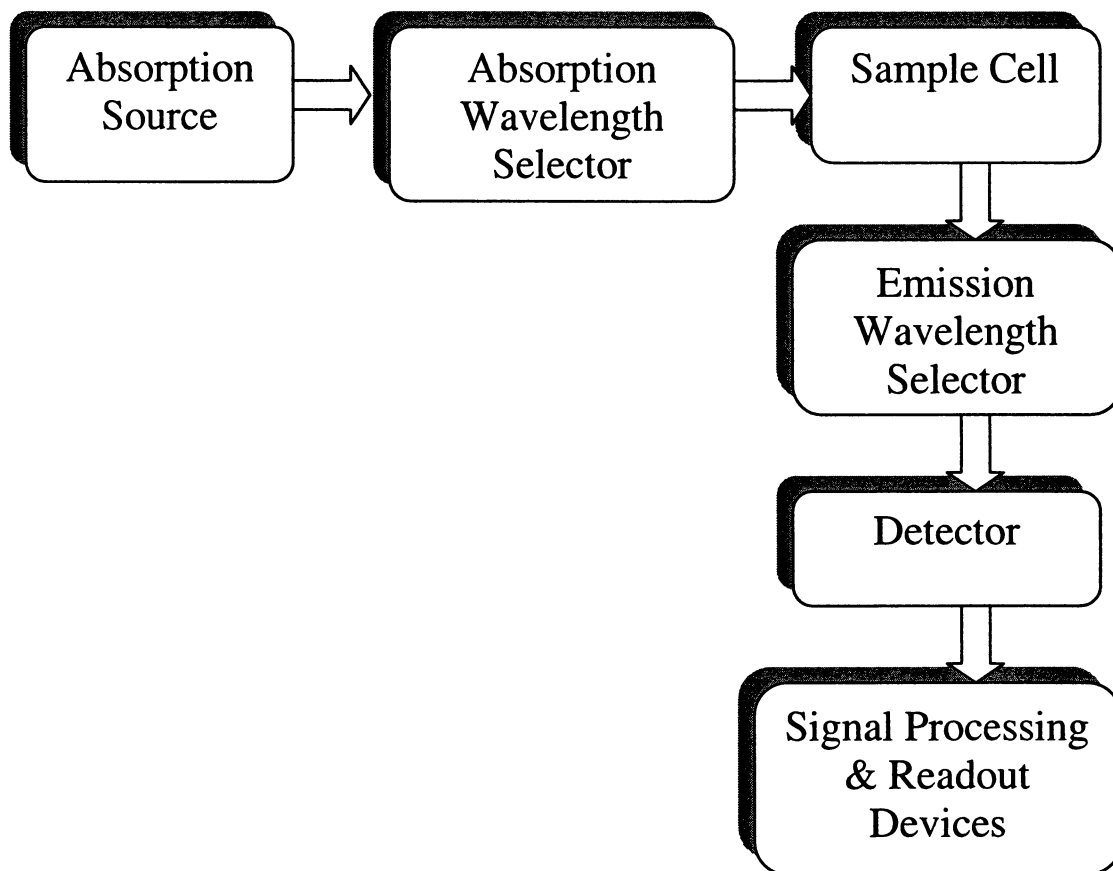 Absorption
Source
Absorption
Wavelength
Selector
Sample Cell
Emission
Wavelength
Selector
Detector
Signal Processing
& Readout
Devices